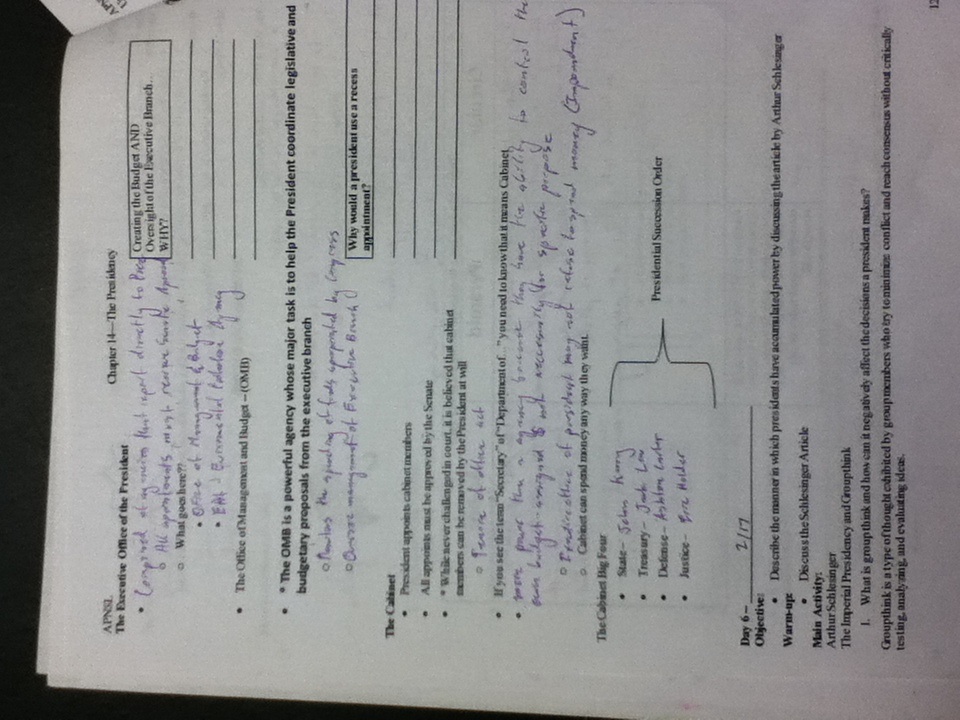 APNSL
Chapter 14—The Presidency
The Executive Office of the President
Comprised of agencies that report directly to Pres
All apointments must receive Senate Aproval
What goes here??
Office of Management & Budget
EPA Enviromental Protection Agency
Creating the Budget AND
Oversight of the Executive Branch...
WHY?
The Office of Management and Budget – (OMB)
* The OMB is a powerful agency whose major task is to help the President coordinate legislative and
budgetary proposals from the executive branch
Monitors the spending of funds apropriated by Congress
Oversee management of Executive Branch
Why would a president use a recess
appointment?
The Cabinet
President appoints cabinet members
All appoints must be approved by the Senate
* While never challenged in court, it is believed that cabinet
members can be removed by the President at will
Tenure of office act
If you see the term "Secretary" of "Department of..." you need to know that it means Cabinet
more power than a agency because they have the ability to control the
own budget-assigned $ not necessarily for specific propose
of president may not refuse to spend money (Impondment)
Cabinet can spend money any way they want.
The Cabinet Big Four
State – John Kerry
Treasury – Jack Lew
Defense – Ashton Carter
Justice – Eric Holder
Presidential Succession Order
Day 6 – 2/17
Objective:
Describe the manner in which presidents have accumulated power by discussing the article by Arthur Schlesinger
Warm-up:
Discuss the Schlesinger Article
Main Activity:
Arthur Schlesinger
The Imperial Presidency and Groupthink
1. What is groupthink and how can it negatively affect the decisions a president makes?
Groupthink is a type of thought exhibited by group members who try to minimize conflict and reach consensus without critically
testing, analyzing, and evaluating ideas.
12